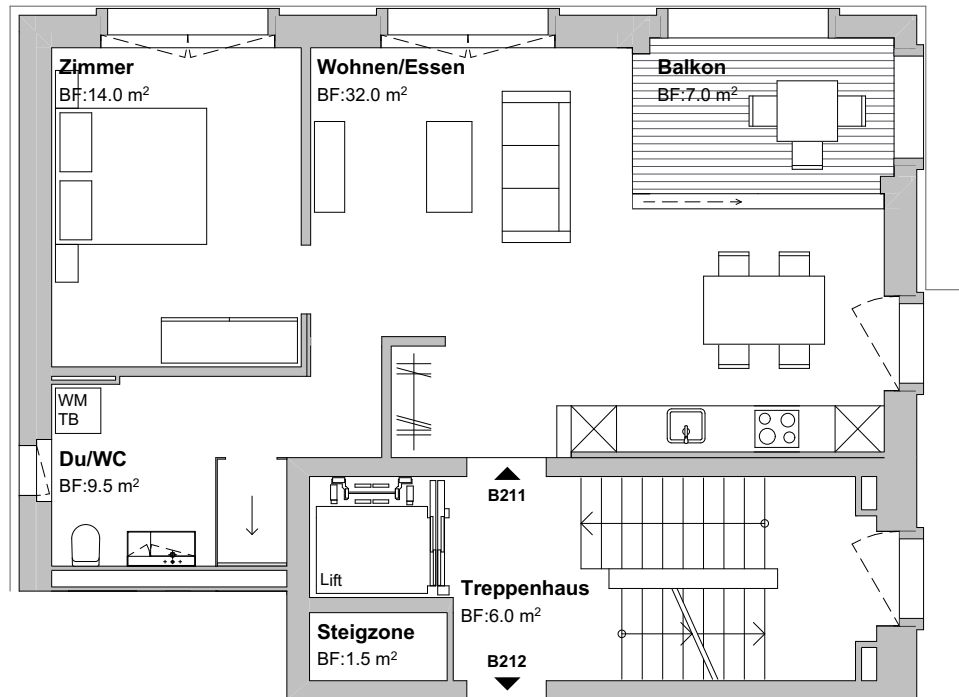 Zimmer
BF:14.0 m²
Wohnen/Essen
BF:32.0 m²
Balkon
BF:7.0 m²
WM
TB
Du/WC
BF:9.5 m²
B211
Lift
Treppenhaus
BF:6.0 m²
Steigzone
BF:1.5 m²
B212